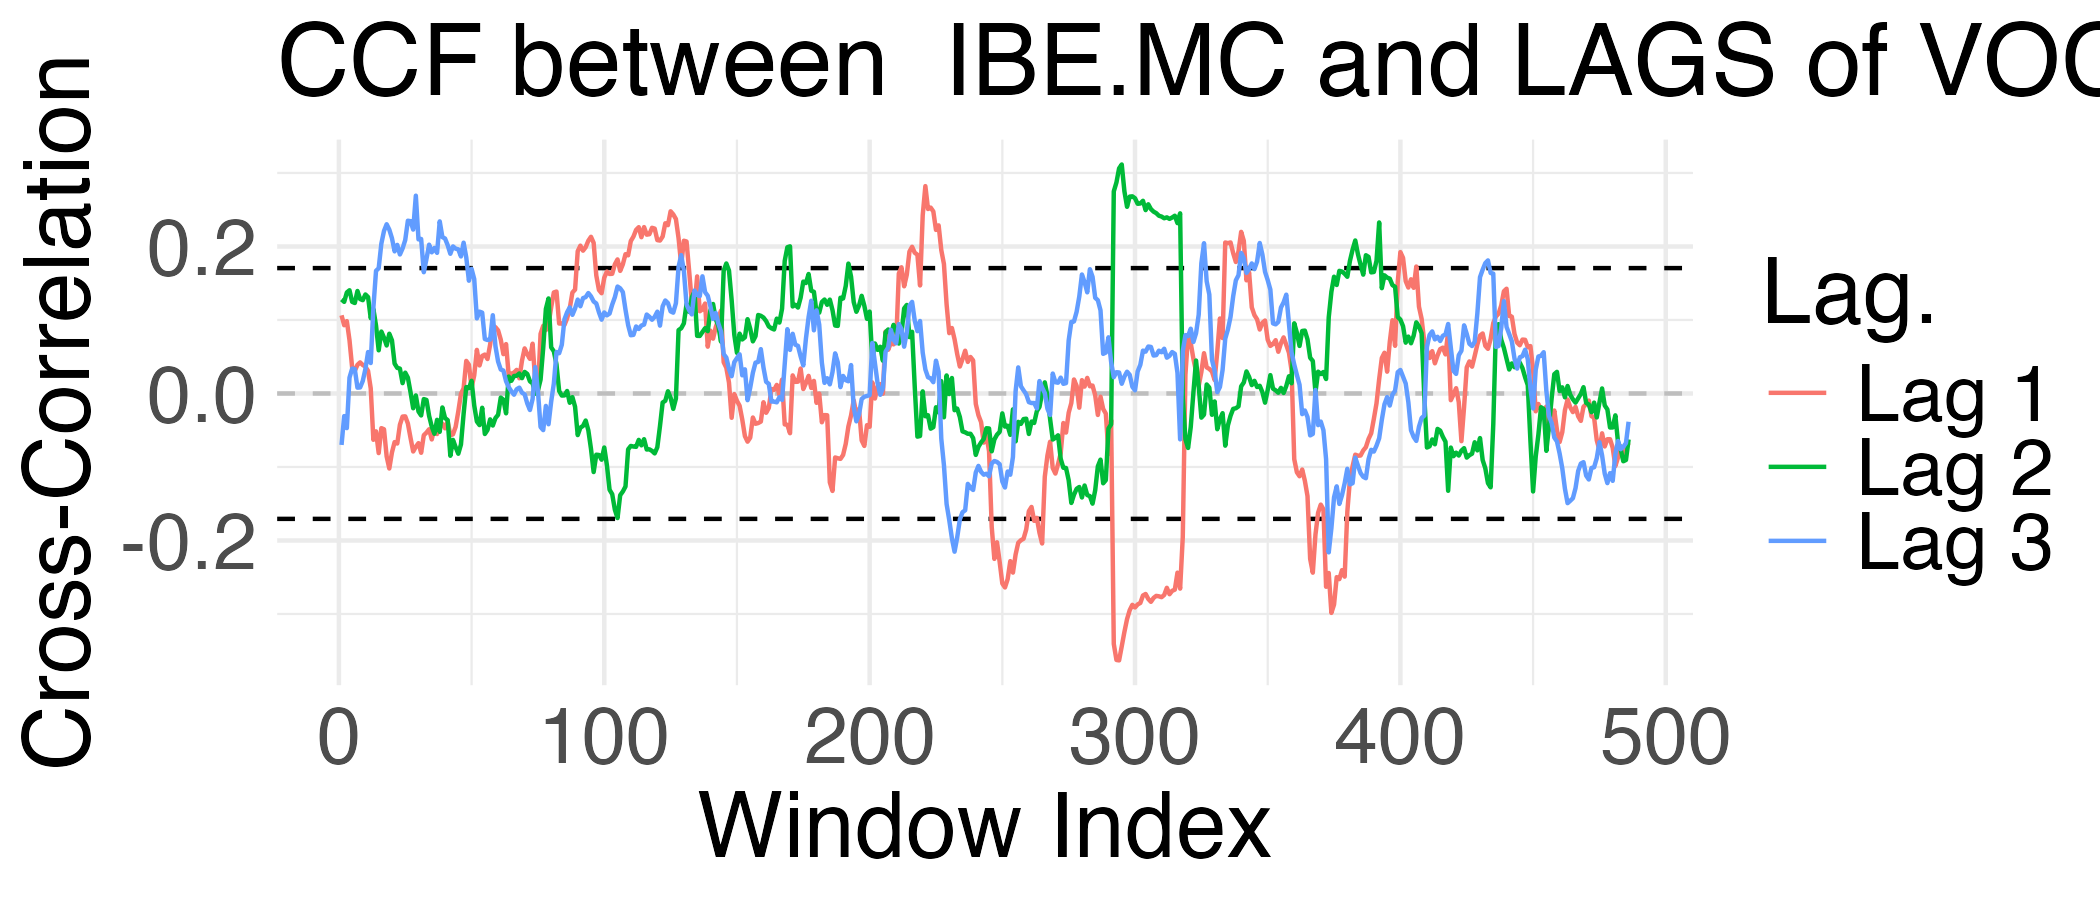 CCF between IBE.MC and LAGS of VOC
Cross-Correlation
0.2
0.0
-0.2
0 100 200 300 400 500
Window Index
Lag.
Lag 1
Lag 2
Lag 3